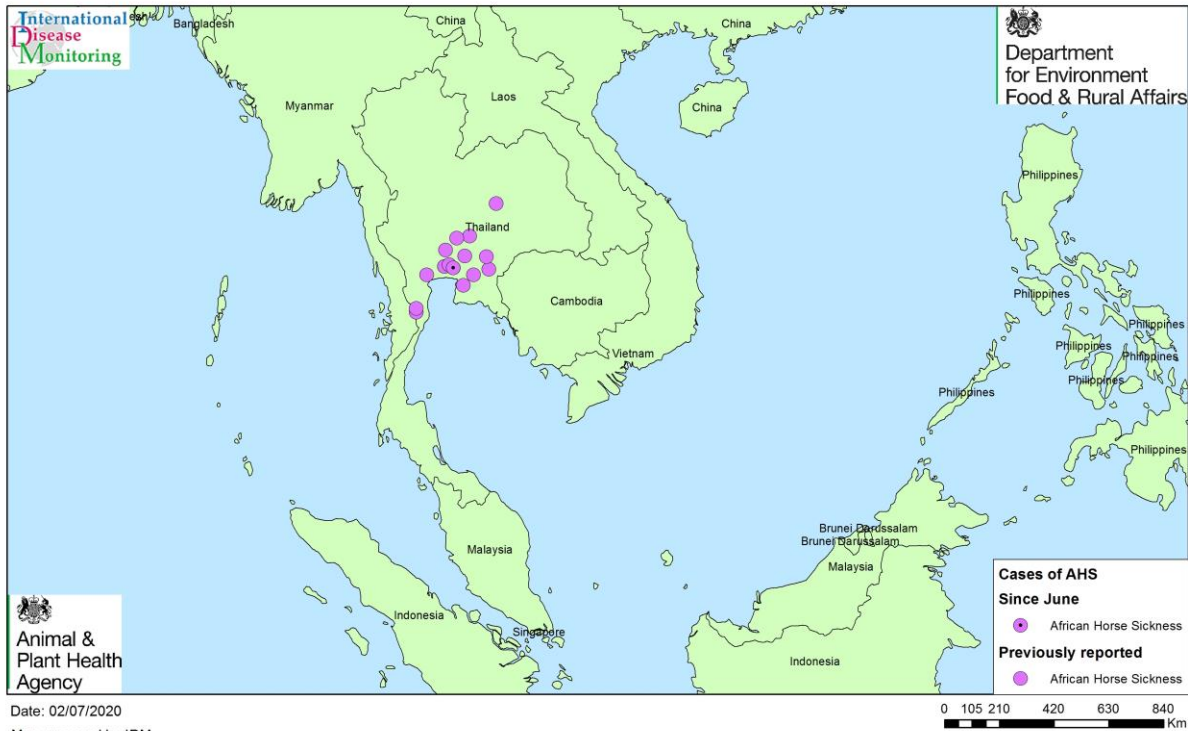 International
Disease
Monitoring
Department
for Environment
Food & Rural Affairs
Bangladesh
China
China
Myanmar
Laos
China
Philippines
Thailand
Cambodia
Philippines
Philippines
Vietnam
Philippines
Philippines
Philippines
Philippines
Philippines
Brunei Darussalam
Brunei Darussalam
Malaysia
Malaysia
Indonesia
Singapore
Indonesia
Cases of AHS
Since June
African Horse Sickness
Previously reported
African Horse Sickness
Animal &
Plant Health
Agency
Date: 02/07/2020
0 105 210 420 630 840
Km